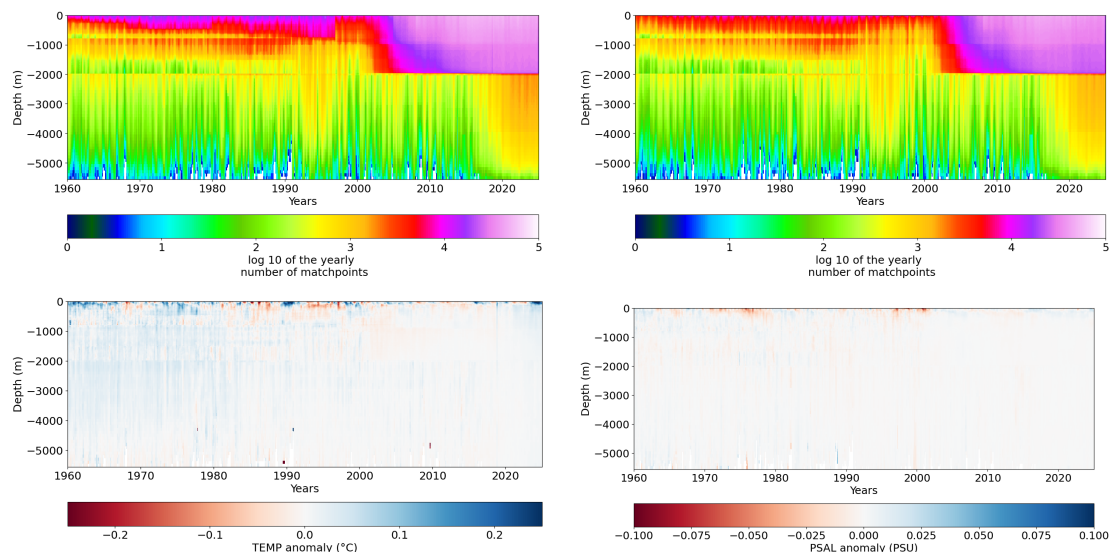 0
−1000
−2000
−3000
−4000
−5000
Depth (m)
1960 1970 1980 1990 2000 2010 2020
Years
0 1 2 3 4 5
log 10 of the yearly
number of matchpoints
0
−1000
−2000
−3000
−4000
−5000
Depth (m)
1960 1970 1980 1990 2000 2010 2020
Years
0 1 2 3 4 5
log 10 of the yearly
number of matchpoints
0
−1000
−2000
−3000
−4000
−5000
Depth (m)
1960 1970 1980 1990 2000 2010 2020
Years
−0.2 −0.1 0.0 0.1 0.2
TEMP anomaly (°C)
0
−1000
−2000
−3000
−4000
−5000
Depth (m)
1960 1970 1980 1990 2000 2010 2020
Years
−0.100 −0.075 −0.050 −0.025 0.000 0.025 0.050 0.075 0.100
PSAL anomaly (PSU)